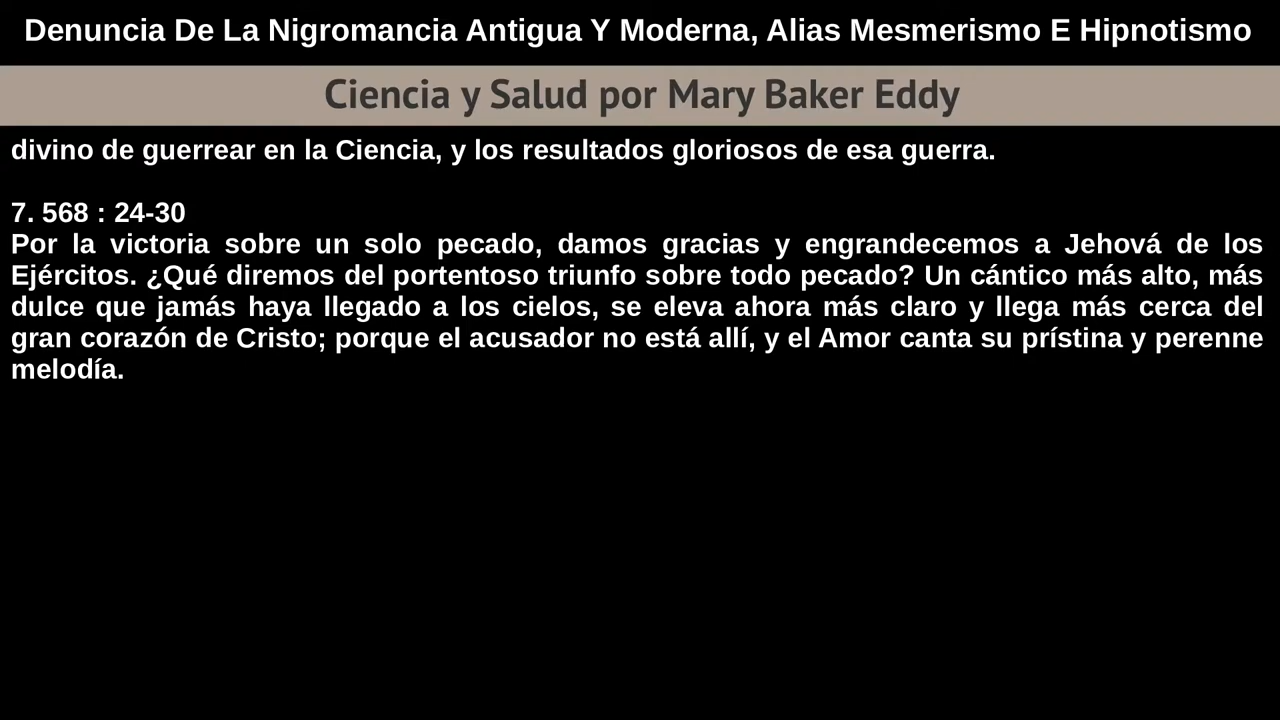 Denuncia De La Nigromancia Antigua Y Moderna, Alias Mesmerismo E Hipnotismo
Ciencia y Salud por Mary Baker Eddy
divino de guerrear en la Ciencia, y los resultados gloriosos de esa guerra.
7. 568 : 24-30
Por la victoria sobre un solo pecado, damos gracias y engrandecemos a Jehová de los
Ejércitos. ¿Qué diremos del portentoso triunfo sobre todo pecado? Un cántico más alto, más
dulce que jamás haya llegado a los cielos, se eleva ahora más claro y llega más cerca del
gran corazón de Cristo; porque el acusador no está allí, y el Amor canta su prístina y perenne
melodía.